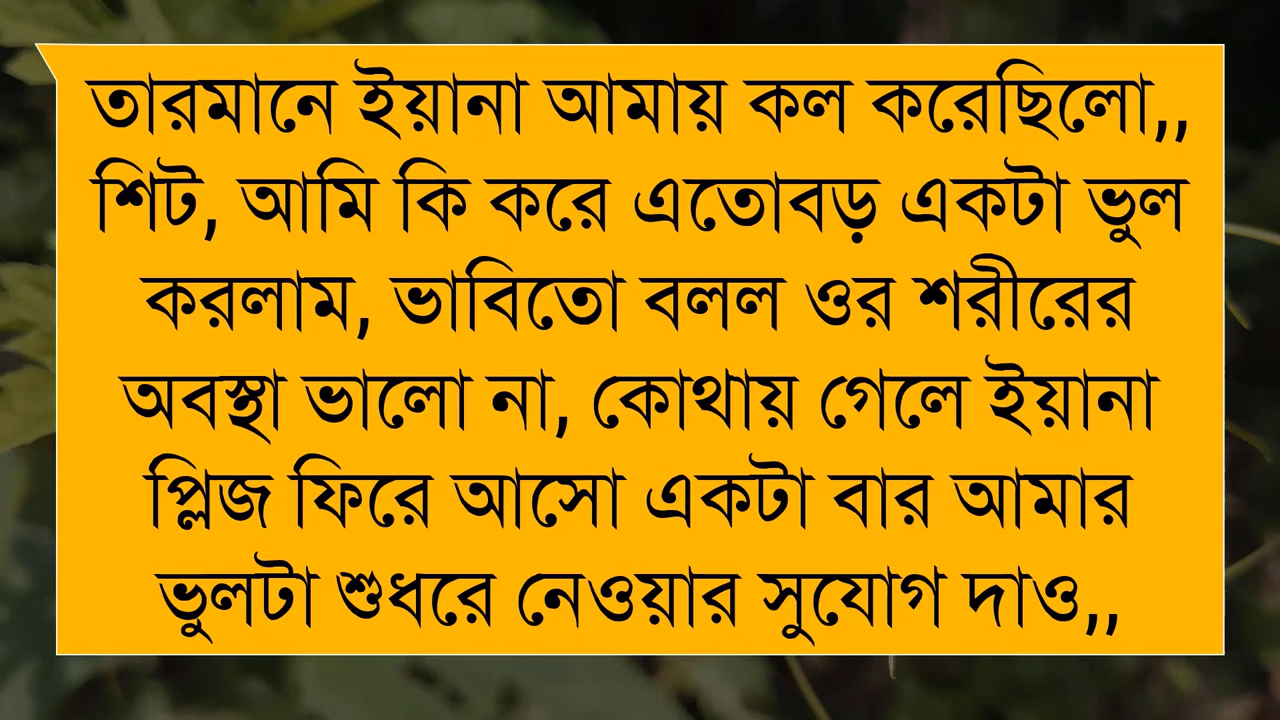 তারমানে ইয়ানা আমায় কল করেছিলো,,
শিট, আমি কি করে এতোবড় একটা ভুল
করলাম, ভাবিতো বলল ওর শরীরের
অবস্থা ভালো না, কোথায় গেলে ইয়ানা
প্লিজ ফিরে আসো একটা বার আমার
ভুলটা শুধরে নেওয়ার সুযোগ দাও,,